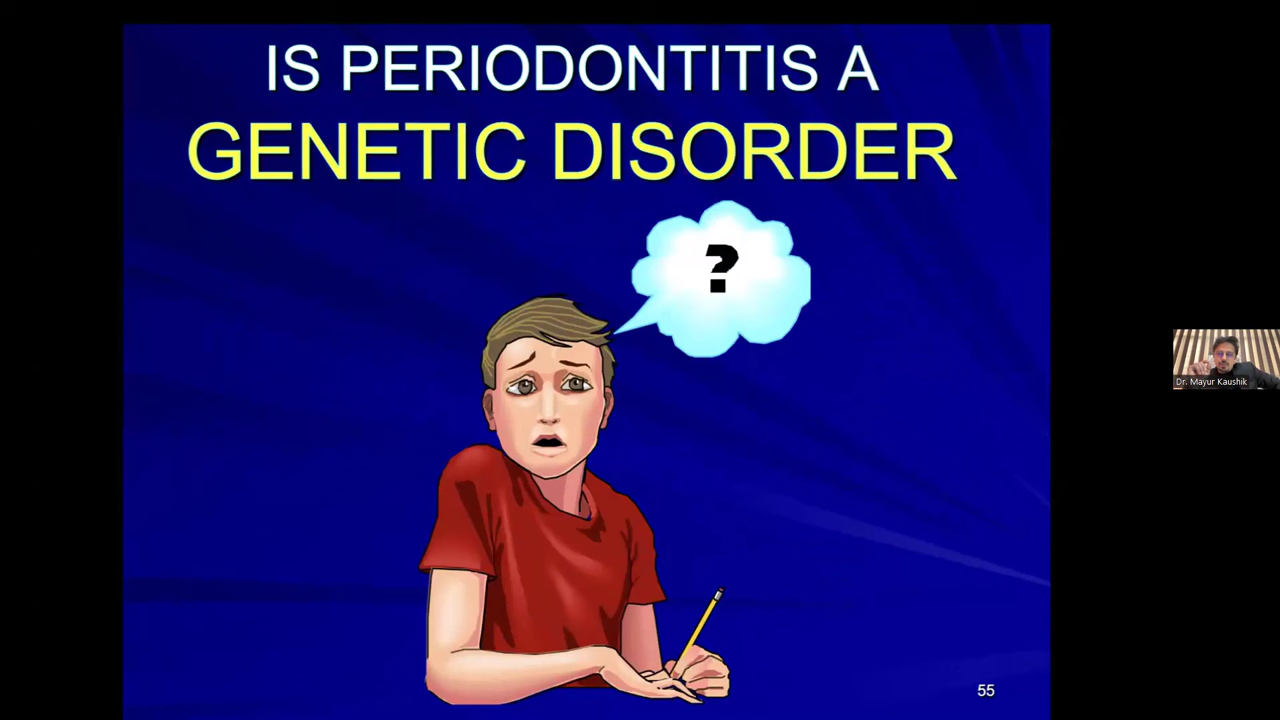 IS PERIODONTITIS A
GENETIC DISORDER
?
Dr. Mayur Kaushik
55